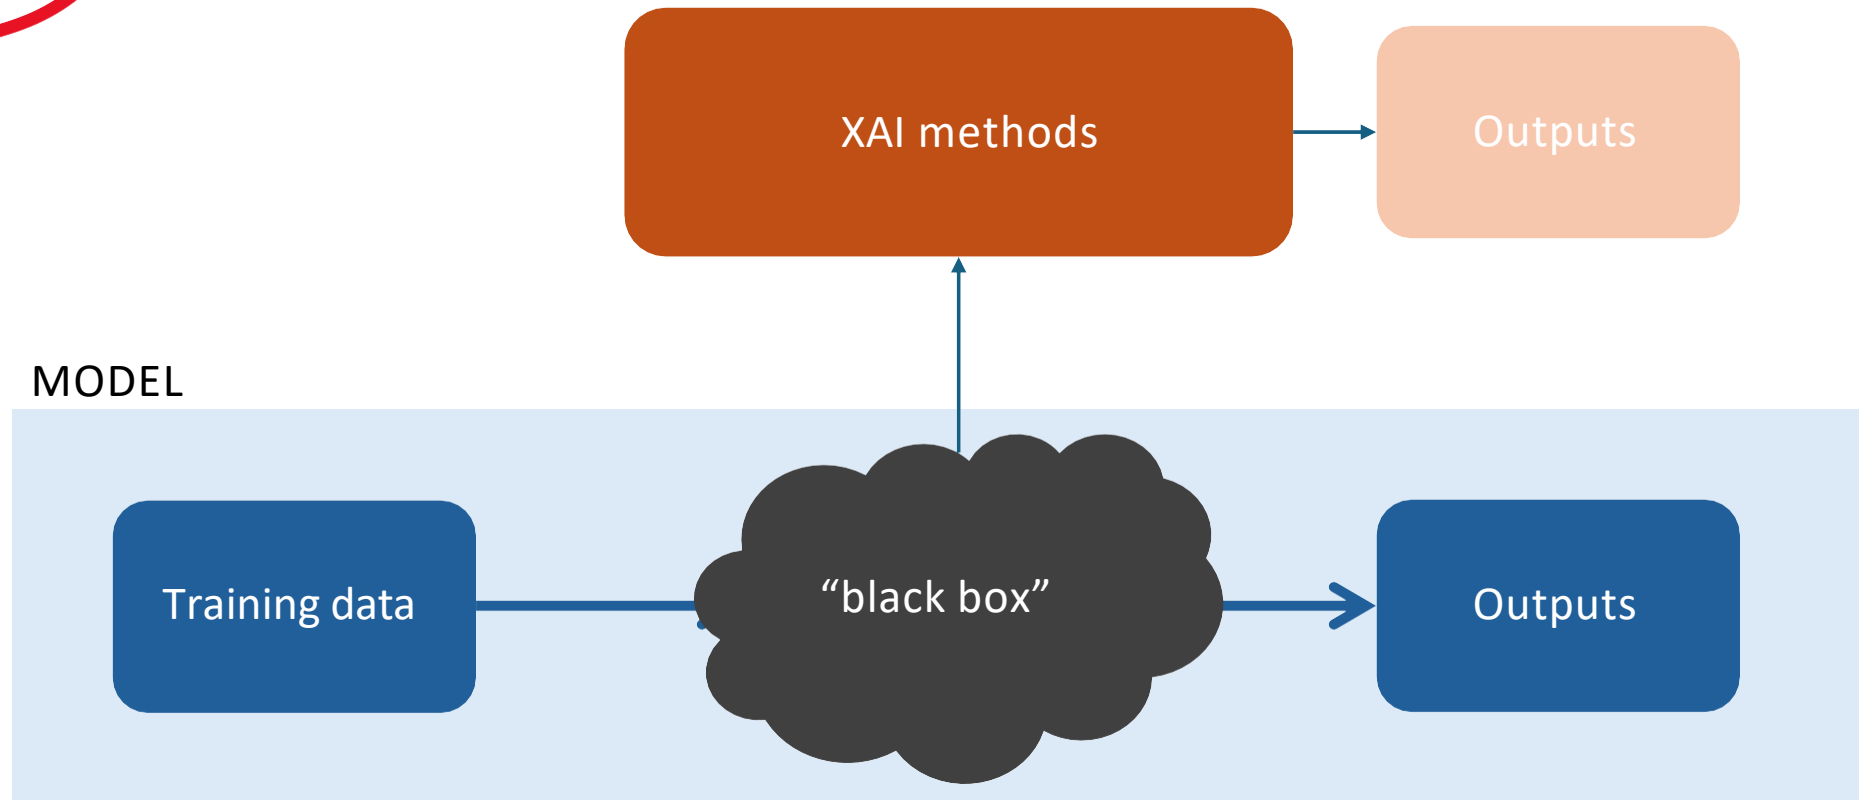 XAI methods
Outputs
MODEL
Training data
“black box”
Outputs